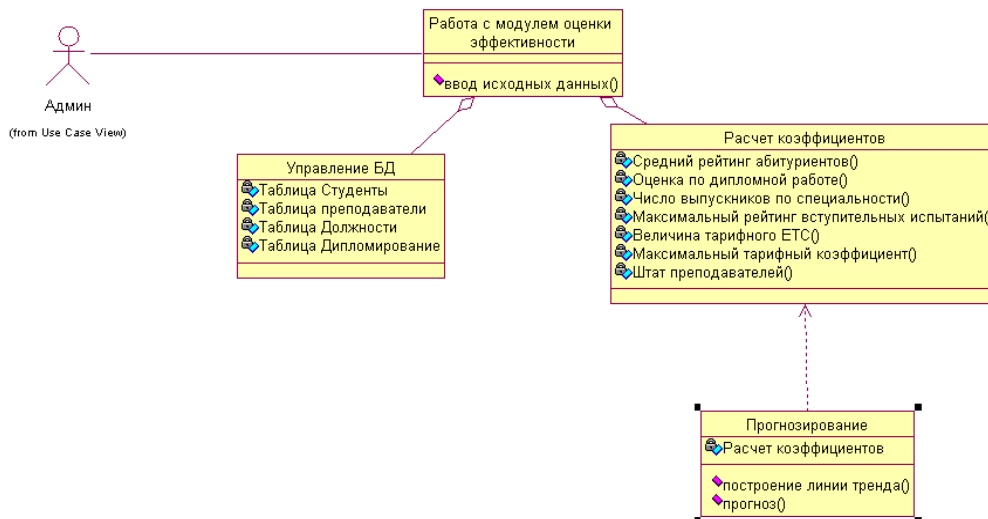 Работа с модулем оценки
эффективности
ввод исходных данных()
Админ
(from Use Case View)
Управление БД
Таблица Студенты
Таблица преподаватели
Таблица Должности
Таблица Дипломирование
Расчет коэффициентов
Средний рейтинг абитуриентов()
Оценка по дипломной работе()
Число выпускников по специальности()
Максимальный рейтинг вступительных испытаний()
Величина тарифного ЕТС()
Максимальный тарифный коэффициент()
Штат преподавателей()
Прогнозирование
Расчет коэффициентов
построение линии тренда()
прогноз()